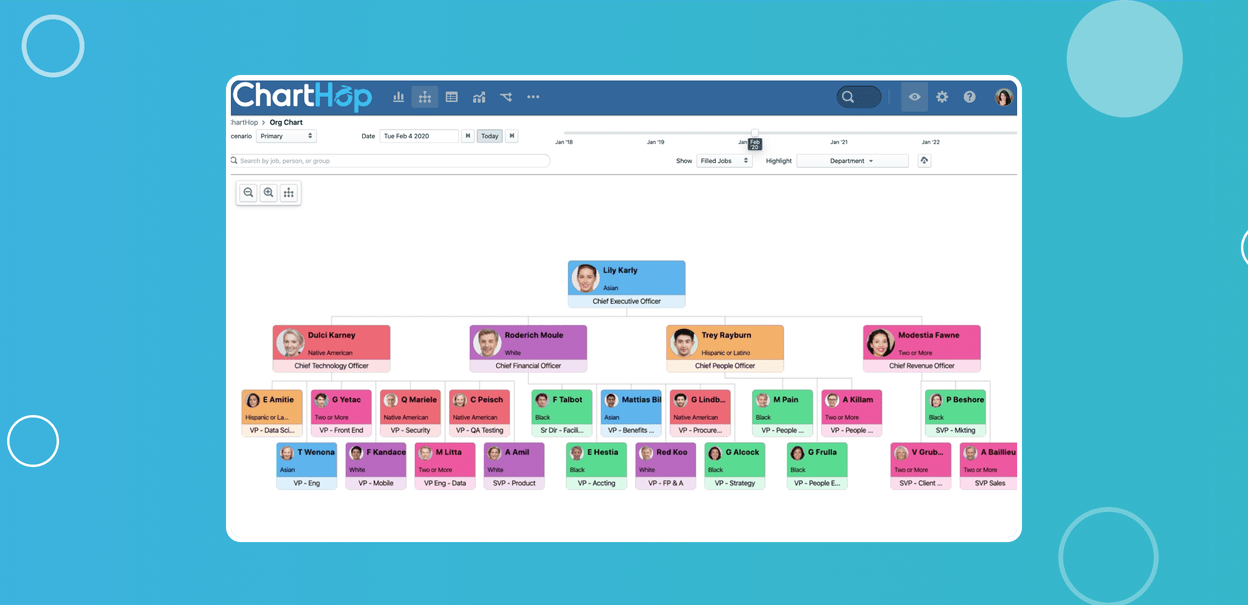 ChartHop
hartHop > Org Chart
cenario Primary Date Tue Feb 4 2020 Today
Jan '18 Jan '19 Jan Feb '20 Jan '21 Jan '22
Search by job, person, or group Show Filled Jobs Highlight Department
Lily Karly
Asian
Chief Executive Officer
Dulci Karney
Native American
Chief Technology Officer
Roderich Moule
White
Chief Financial Officer
Trey Rayburn
Hispanic or Latino
Chief People Officer
Modestia Fawne
Two or More
Chief Revenue Officer
E Amitie
Hispanic or La...
VP - Data Sci...
G Yetac
Two or More
VP - Front End
Q Mariele
Native American
VP - Security
C Peisch
Native American
VP - QA Testing
F Talbot
Black
Sr Dir - Facili...
Mattias Bil
Asian
VP - Benefits ...
G Lindb...
Native American
VP - Procure...
M Pain
Black
VP - People ...
A Killam
Two or More
VP - People ...
P Beshore
Black
SVP - Mkting
T Wenona
Asian
VP - Eng
F Kandace
White
VP - Mobile
M Litta
Two or More
VP Eng - Data
A Amil
White
SVP - Product
E Hestia
Black
VP - Accting
Red Koo
White
VP - FP & A
G Alcock
Black
VP - Strategy
G Frulla
Black
VP - People E...
V Grub...
Two or More
SVP - Client ...
A Baillieu
Two or More
SVP Sales